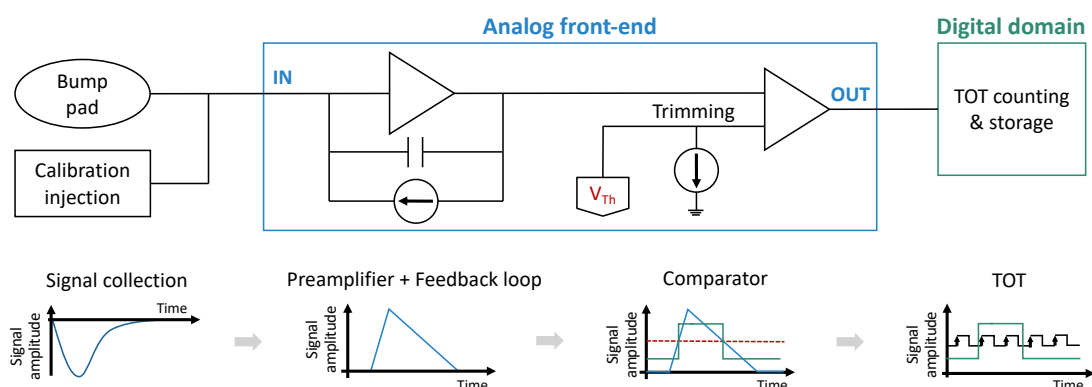 Analog front-end
Digital domain
Bump
pad
IN
OUT
TOT counting
& storage
Trimming
Calibration
injection
VTh
Signal collection
Preamplifier + Feedback loop
Comparator
TOT
Signal
amplitude
Time
Signal
amplitude
Time
Signal
amplitude
Time
Signal
amplitude
Time